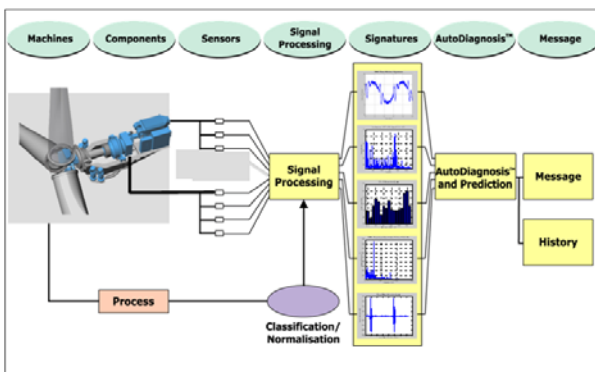 Machines
Components
Sensors
Signal
Processing
Signatures
AutoDiagnosis™
Message
Signal
Processing
AutoDiagnosis™
and Prediction
Message
History
Process
Classification/
Normalisation